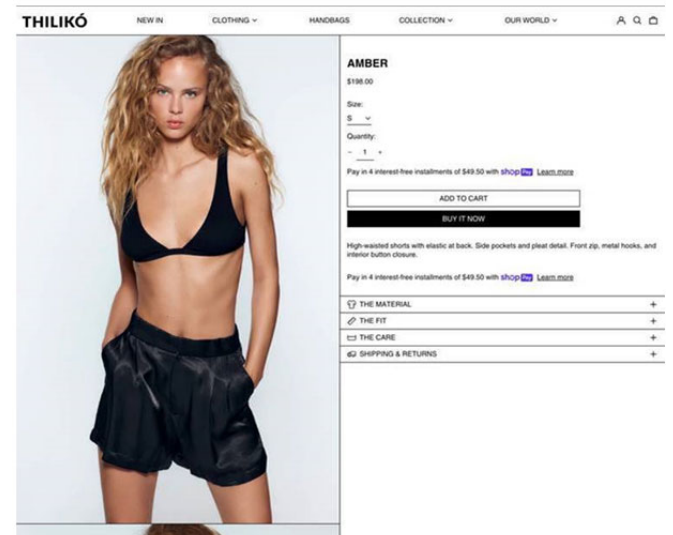 THILIKÓ
NEW IN
CLOTHING
HANDBAGS
COLLECTION
OUR WORLD
AMBER
$198.00
Size:
S
Quantity:
- 1 +
Pay in 4 interest-free installments of $49.50 with shop Pay Learn more
ADD TO CART
BUY IT NOW
High-waisted shorts with elastic at back. Side pockets and pleat detail. Front zip, metal hooks, and
interior button closure.
Pay in 4 interest-free installments of $49.50 with shop Pay Learn more
THE MATERIAL +
THE FIT +
THE CARE +
SHIPPING & RETURNS +